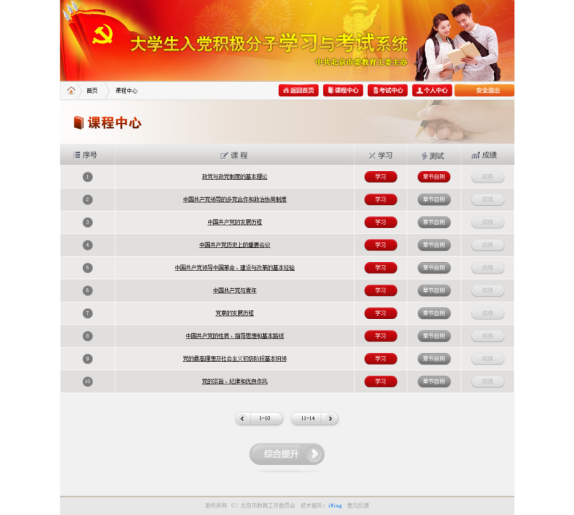 大学生入党积极分子学习与考试系统
中共北京市委教育工委主办
首页 课程中心 返回首页 课程中心 考试中心 个人中心 安全退出
课程中心
序号 课程 学习 测试 成绩
1 政党与政党制度的基本理论 学习 章节自测 成绩
2 中国共产党领导的多党合作和政治协商制度 学习 章节自测 成绩
3 中国共产党的发展历程 学习 章节自测 成绩
4 中国共产党历史上的重要会议 学习 章节自测 成绩
5 中国共产党领导中国革命、建设与改革的基本经验 学习 章节自测 成绩
6 中国共产党与青年 学习 章节自测 成绩
7 党章的发展历程 学习 章节自测 成绩
8 中国共产党的性质、指导思想和基本路线 学习 章节自测 成绩
9 党的最高理想及社会主义初级阶段基本纲领 学习 章节自测 成绩
10 党的宗旨、纪律和优良作风 学习 章节自测 成绩
1-10 11-14
综合提升
版权所有 (C) 北京市教育工作委员会 技术服务：iWing 意见反馈